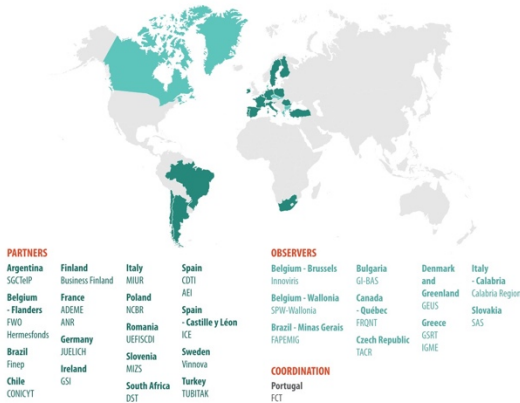 PARTNERS
Argentina
SGCTeIP
Belgium
- Flanders
FWO
Hermesfonds
Brazil
Finep
Chile
CONICYT
Finland
Business Finland
France
ADEME
ANR
Germany
JUELICH
Ireland
GSI
Italy
MIUR
Poland
NCBR
Romania
UEFISCDI
Slovenia
MIZS
South Africa
DST
Spain
CDTI
AEI
Spain
- Castille y Léon
ICE
Sweden
Vinnova
Turkey
TUBITAK
OBSERVERS
Belgium - Brussels
Innoviris
Belgium - Wallonia
SPW-Wallonia
Brazil - Minas Gerais
FAPEMIG
Bulgaria
GI-BAS
Canada
- Québec
FRQNT
Czech Republic
TACR
Denmark
and
Greenland
GEUS
Greece
GSRT
IGME
Italy
- Calabria
Calabria Region
Slovakia
SAS
COORDINATION
Portugal
FCT